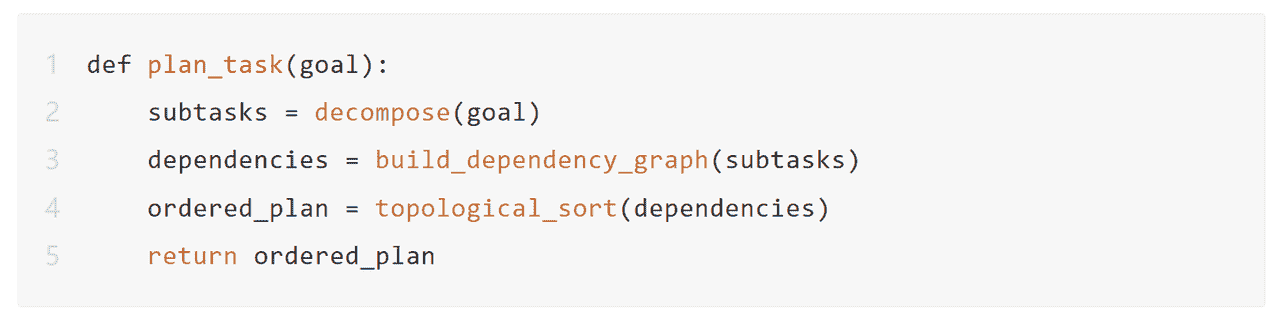 1 def plan_task(goal):
2     subtasks = decompose(goal)
3     dependencies = build_dependency_graph(subtasks)
4     ordered_plan = topological_sort(dependencies)
5     return ordered_plan